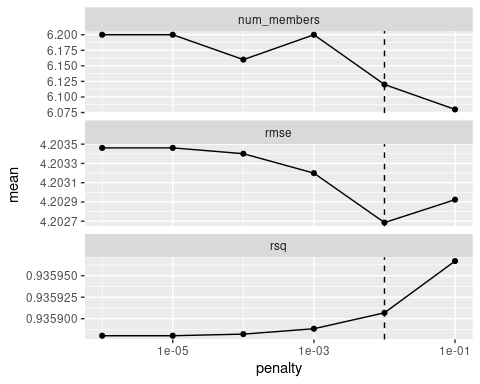 num_members
6.200
6.175
6.150
6.125
6.100
6.075
rmse
4.2035
4.2033
4.2031
4.2029
4.2027
mean
rsq
0.935950
0.935925
0.935900
1e-05 1e-03 1e-01
penalty